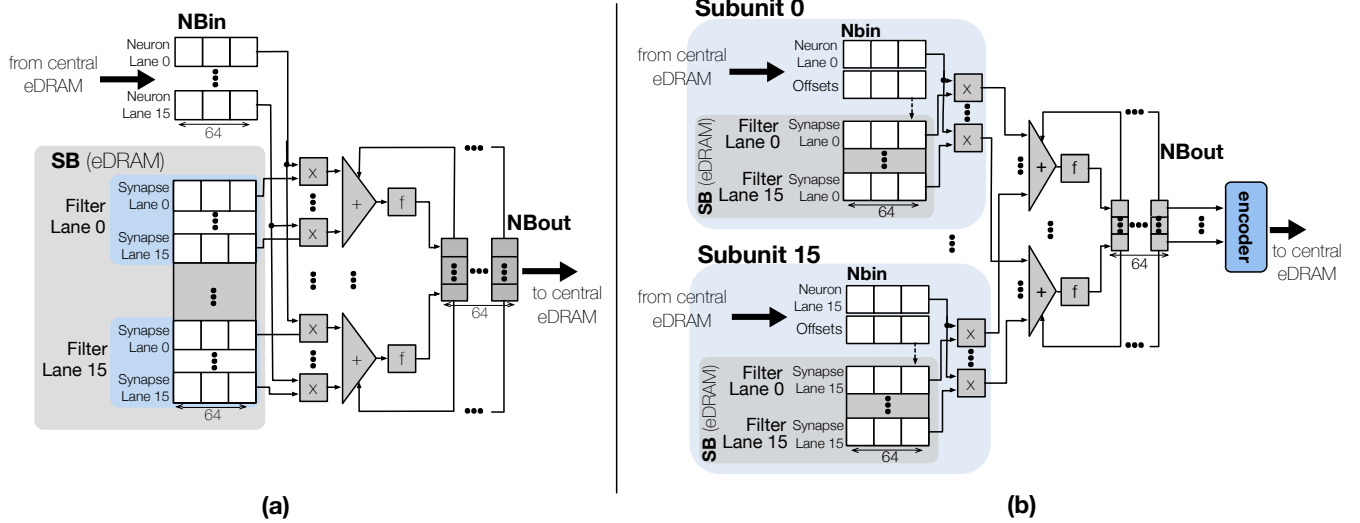 NBin
from central
eDRAM
Neuron
Lane 0
Neuron
Lane 15
64
SB (eDRAM)
Filter
Lane 0
Synapse
Lane 0
Synapse
Lane 15
Filter
Lane 15
Synapse
Lane 0
Synapse
Lane 15
64
x
x
x
x
+
+
f
f
NBout
64
to central
eDRAM
(a)
Subunit 0
Nbin
from central
eDRAM
Neuron
Lane 0
Offsets
SB (eDRAM)
Filter
Lane 0
Synapse
Lane 0
Filter
Lane 15
Synapse
Lane 0
64
x
x
Subunit 15
Nbin
from central
eDRAM
Neuron
Lane 15
Offsets
SB (eDRAM)
Filter
Lane 0
Synapse
Lane 15
Filter
Lane 15
Synapse
Lane 15
64
x
x
+
+
f
f
NBout
64
encoder
to central
eDRAM
(b)